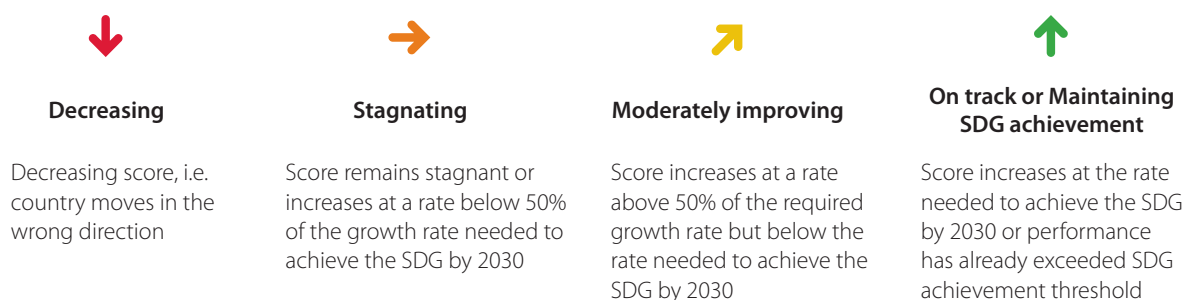 Decreasing
Decreasing score, i.e.
country moves in the
wrong direction
Stagnating
Score remains stagnant or
increases at a rate below 50%
of the growth rate needed to
achieve the SDG by 2030
Moderately improving
Score increases at a rate
above 50% of the required
growth rate but below the
rate needed to achieve the
SDG by 2030
On track or Maintaining
SDG achievement
Score increases at the rate
needed to achieve the SDG
by 2030 or performance
has already exceeded SDG
achievement threshold